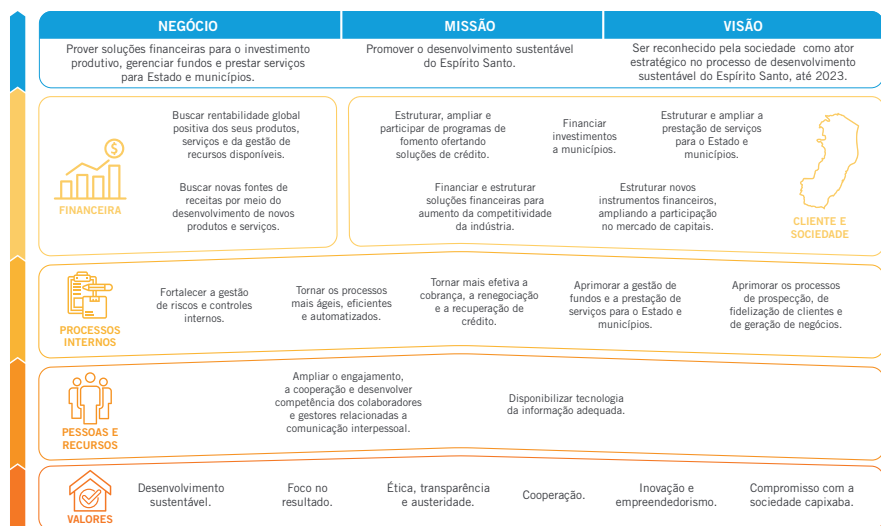 NEGÓCIO
Prover soluções financeiras para o investimento
produtivo, gerenciar fundos e prestar serviços
para Estado e municípios.
MISSÃO
Promover o desenvolvimento sustentável
do Espírito Santo.
VISÃO
Ser reconhecido pela sociedade como ator
estratégico no processo de desenvolvimento
sustentável do Espírito Santo, até 2023.
$
FINANCEIRA
Buscar rentabilidade global
positiva dos seus produtos,
serviços e da gestão de
recursos disponíveis.
Buscar novas fontes de
receitas por meio do
desenvolvimento de novos
produtos e serviços.
Estruturar, ampliar e
participar de programas de
fomento ofertando
soluções de crédito.
Financiar
investimentos
a municípios.
Estruturar e ampliar a
prestação de serviços
para o Estado e
municípios.
Financiar e estruturar
soluções financeiras para
aumento da competitividade
da indústria.
Estruturar novos
instrumentos financeiros,
ampliando a participação
no mercado de capitais.
CLIENTE E
SOCIEDADE
PROCESSOS
INTERNOS
Fortalecer a gestão
de riscos e controles
internos.
Tornar os processos
mais ágeis, eficientes
e automatizados.
Tornar mais efetiva a
cobrança, a renegociação
e a recuperação de
crédito.
Aprimorar a gestão de
fundos e a prestação de
serviços para o Estado e
municípios.
Aprimorar os processos
de prospecção, de
fidelização de clientes e
de geração de negócios.
PESSOAS E
RECURSOS
Ampliar o engajamento,
a cooperação e desenvolver
competência dos colaboradores
e gestores relacionadas a
comunicação interpessoal.
Disponibilizar tecnologia
da informação adequada.
VALORES
Desenvolvimento
sustentável.
Foco no
resultado.
Ética, transparência
e austeridade.
Cooperação.
Inovação e
empreendedorismo.
Compromisso com a
sociedade capixaba.